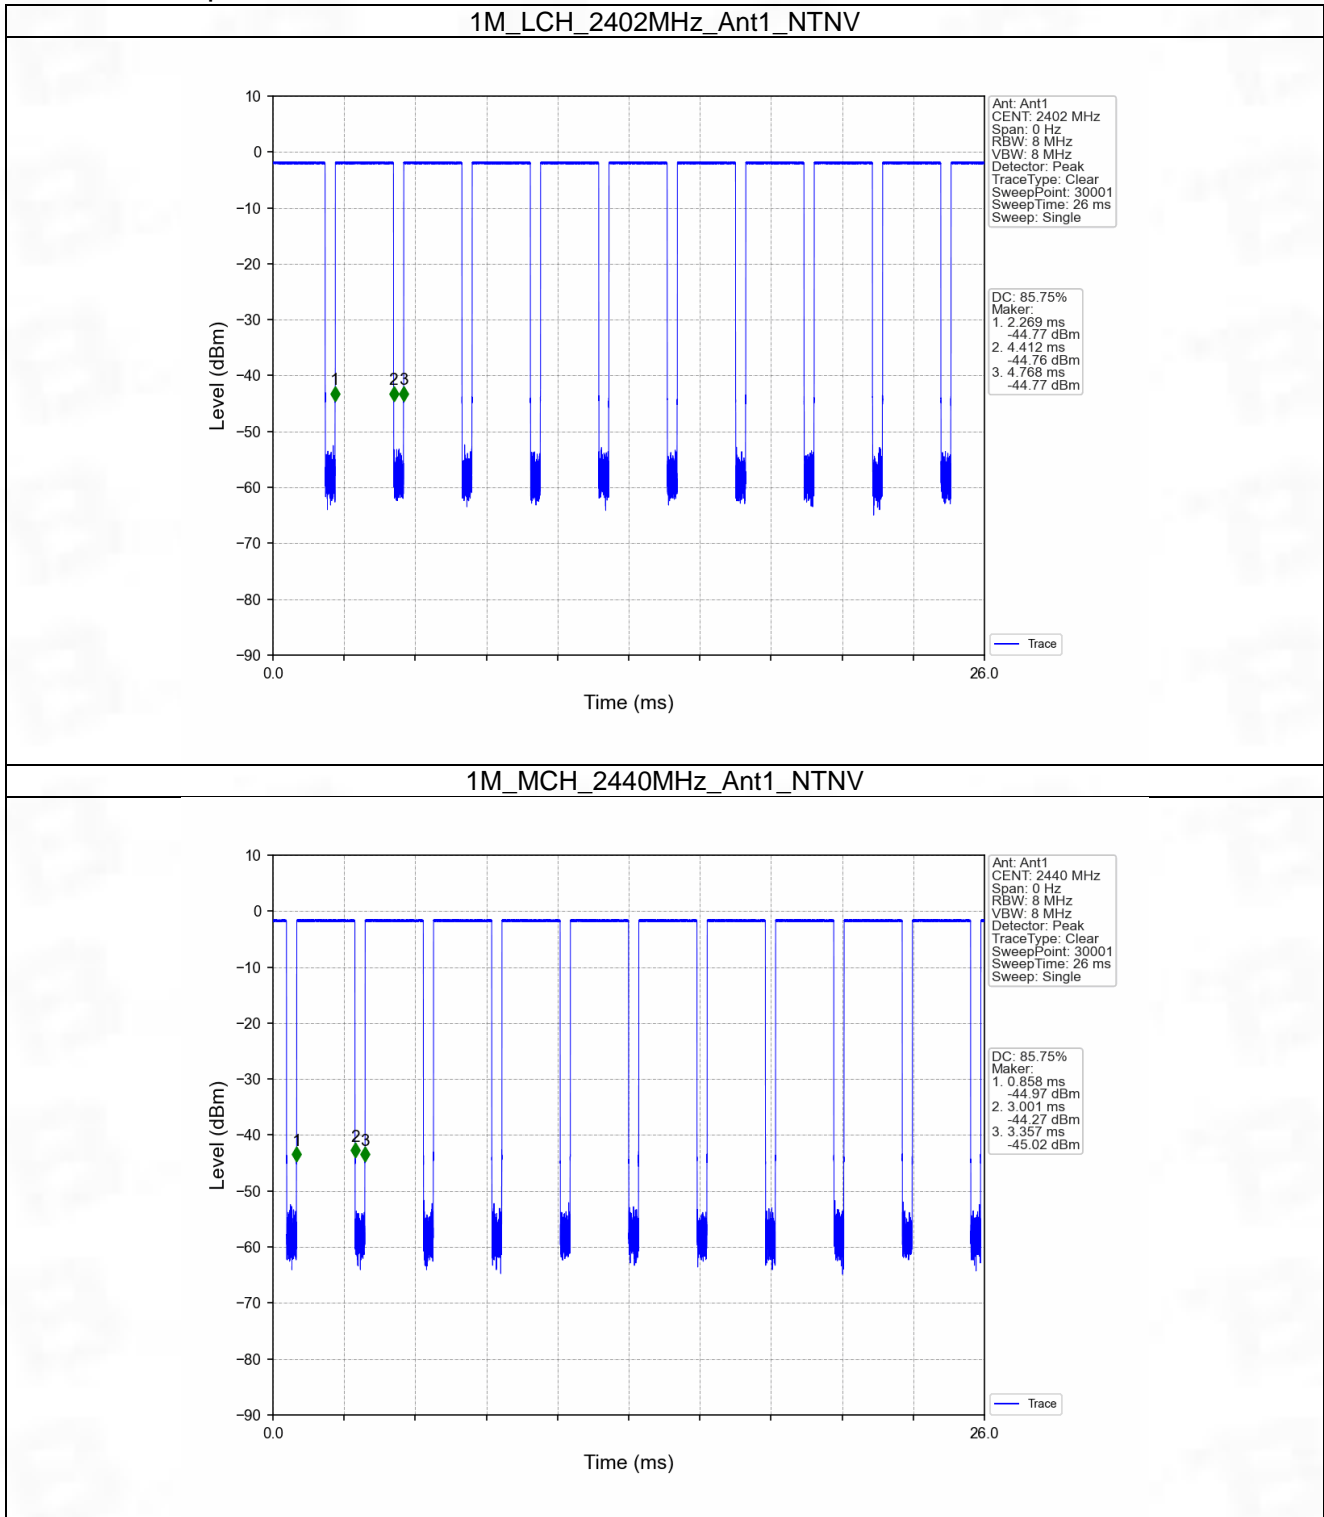 1M_LCH_2402MHz_Ant1_NTNV
10
0
−10
−20
−30
−40
−50
−60
−70
−80
−90
Level (dBm)
1
2
3
0.0
26.0
Time (ms)
Ant: Ant1
CENT: 2402 MHz
Span: 0 Hz
RBW: 8 MHz
VBW: 8 MHz
Detector: Peak
TraceType: Clear
SweepPoint: 30001
SweepTime: 26 ms
Sweep: Single
DC: 85.75%
Maker:
1. 2.269 ms
-44.77 dBm
2. 4.412 ms
-44.76 dBm
3. 4.768 ms
-44.77 dBm
Trace
1M_MCH_2440MHz_Ant1_NTNV
10
0
−10
−20
−30
−40
−50
−60
−70
−80
−90
Level (dBm)
1
2
3
0.0
26.0
Time (ms)
Ant: Ant1
CENT: 2440 MHz
Span: 0 Hz
RBW: 8 MHz
VBW: 8 MHz
Detector: Peak
TraceType: Clear
SweepPoint: 30001
SweepTime: 26 ms
Sweep: Single
DC: 85.75%
Maker:
1. 0.858 ms
-44.97 dBm
2. 3.001 ms
-44.27 dBm
3. 3.357 ms
-45.02 dBm
Trace